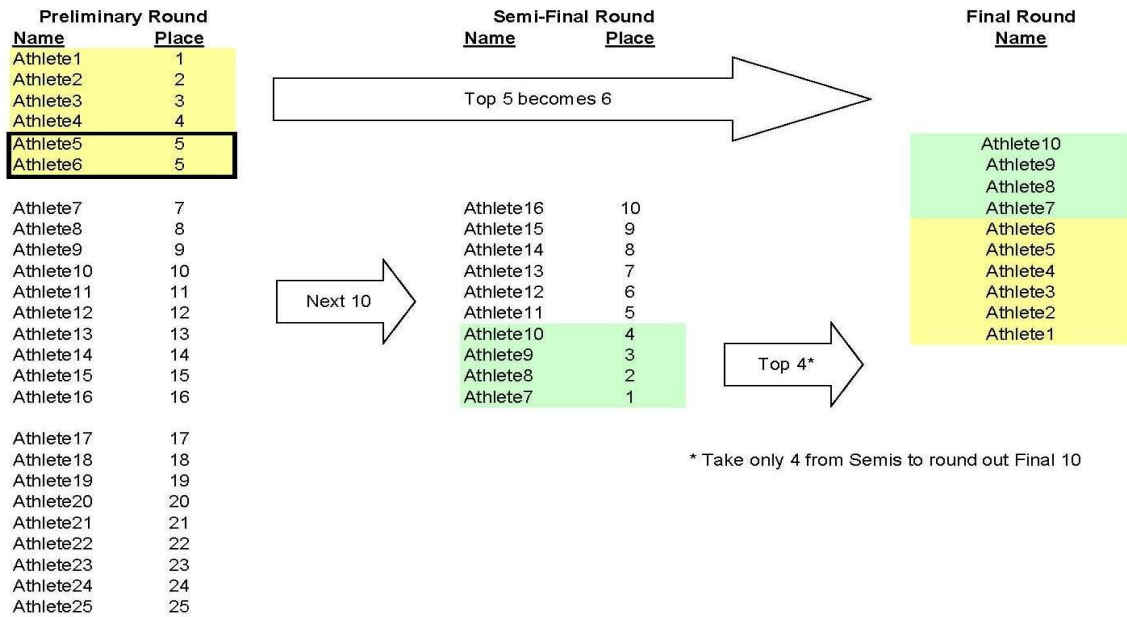 Preliminary Round Semi-Final Round Final Round
Name Place Name Place Name
Athlete1 1
Athlete2 2
Athlete3 3 Top 5 becomes 6
Athlete4 4
Athlete5 5 Athlete10
Athlete6 5 Athlete9
Athlete8
Athlete7 7 Athlete16 10 Athlete7
Athlete8 8 Athlete15 9 Athlete6
Athlete9 9 Athlete14 8 Athlete5
Athlete10 10 Athlete13 7 Athlete4
Athlete11 11 Next 10 Athlete12 6 Athlete3
Athlete12 12 Athlete11 5 Athlete2
Athlete13 13 Athlete10 4 Athlete1
Athlete14 14 Athlete9 3 Top 4*
Athlete15 15 Athlete8 2
Athlete16 16 Athlete7 1
Athlete17 17
Athlete18 18 * Take only 4 from Semis to round out Final 10
Athlete19 19
Athlete20 20
Athlete21 21
Athlete22 22
Athlete23 23
Athlete24 24
Athlete25 25